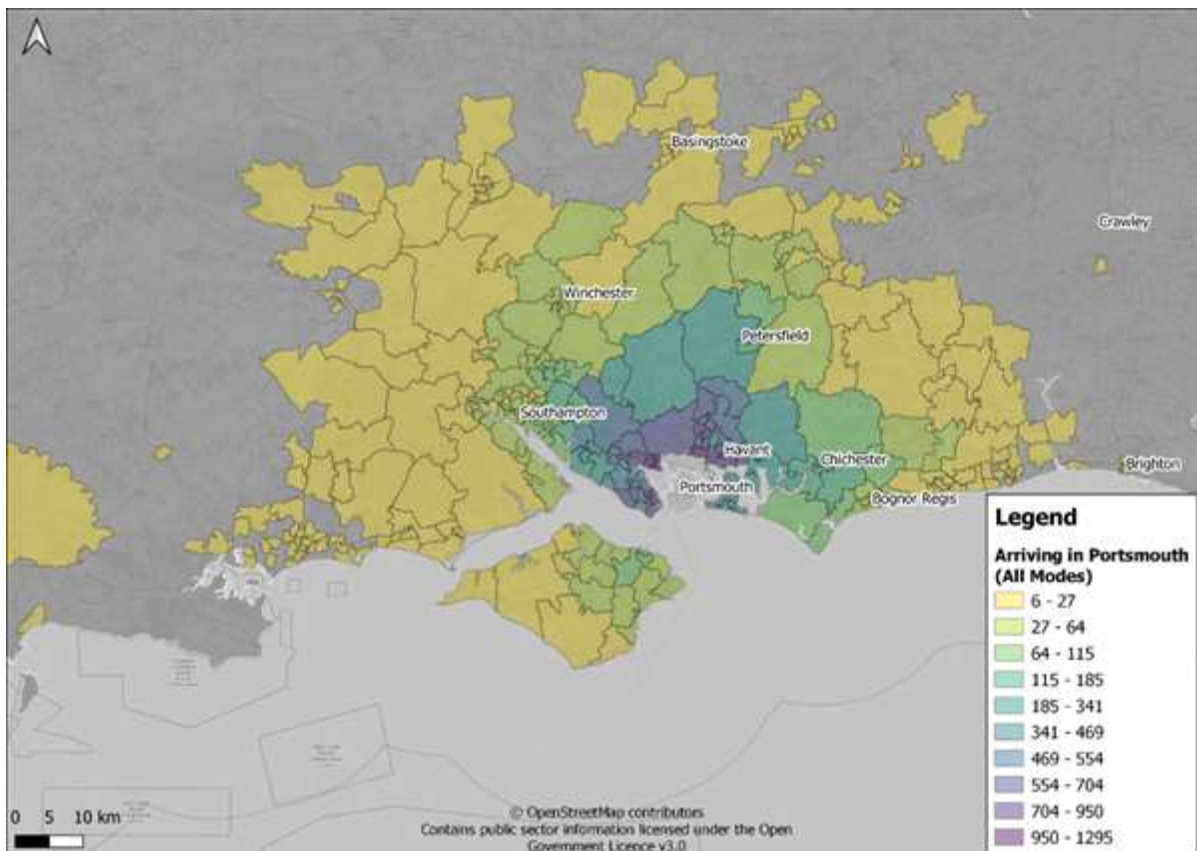 Basingstoke
Crawley
Winchester
Petersfield
Southampton
Havant
Chichester
Portsmouth
Bognor Regis
Brighton
Legend
Arriving in Portsmouth
(All Modes)
6 - 27
27 - 64
64 - 115
115 - 185
185 - 341
341 - 469
469 - 554
554 - 704
704 - 950
950 - 1295
0 5 10 km
© OpenStreetMap contributors
Contains public sector information licensed under the Open
Government Licence v3.0